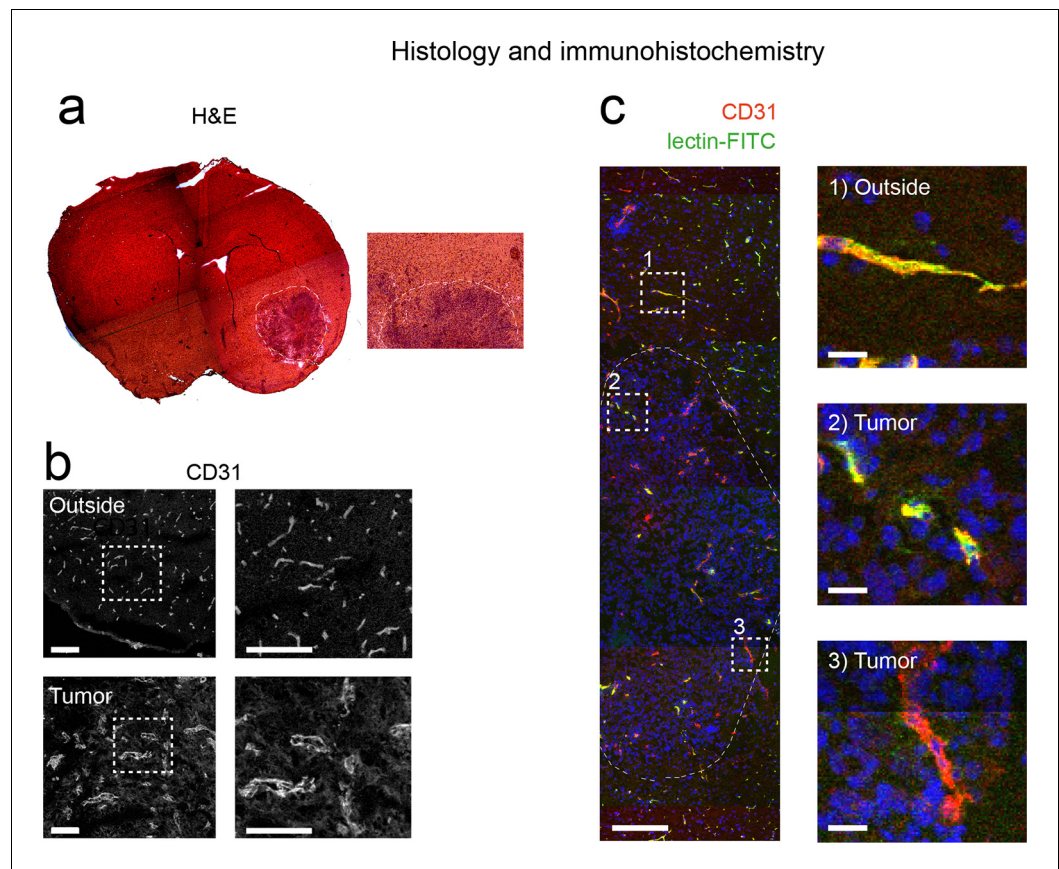 Histology and immunohistochemistry
a
H&E
b
CD31
Outside
Tumor
c
CD31
lectin-FITC
1
2
3
1) Outside
2) Tumor
3) Tumor